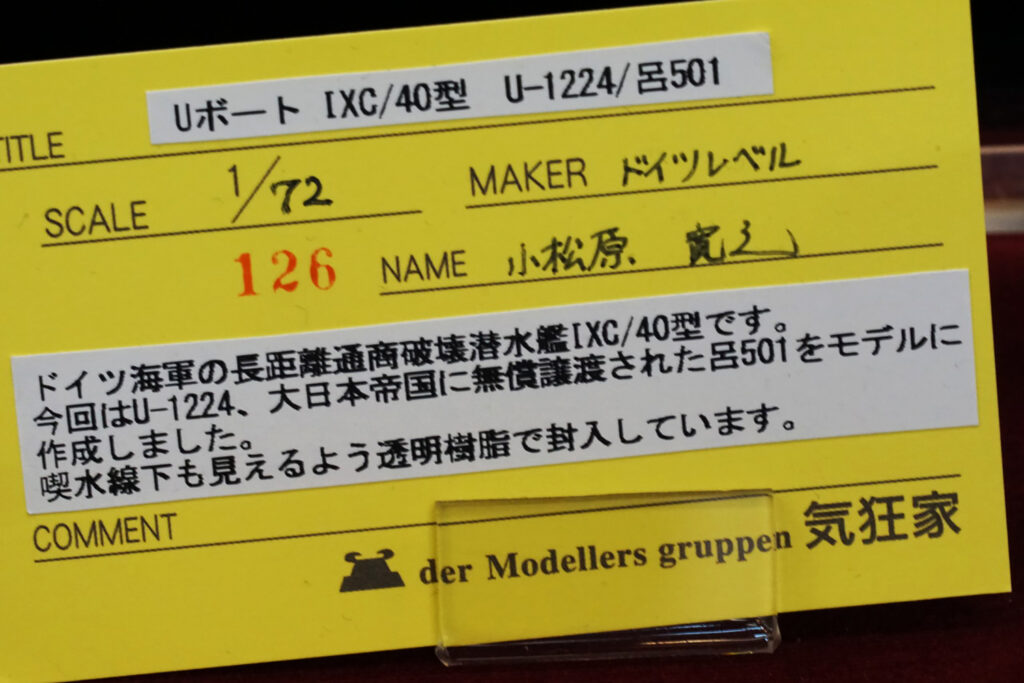 Uボート IXC/40型 U-1224/呂501
TITLE
SCALE 1/72
MAKER ドイツレベル
126
NAME 小松原 寛之
ドイツ海軍の長距離通商破壊潜水艦IXC/40型です。
今回はU-1224、大日本帝国に無償譲渡された呂501をモデルに
作成しました。
喫水線下も見えるよう透明樹脂で封入しています。
COMMENT
der Modellers gruppen 気狂家